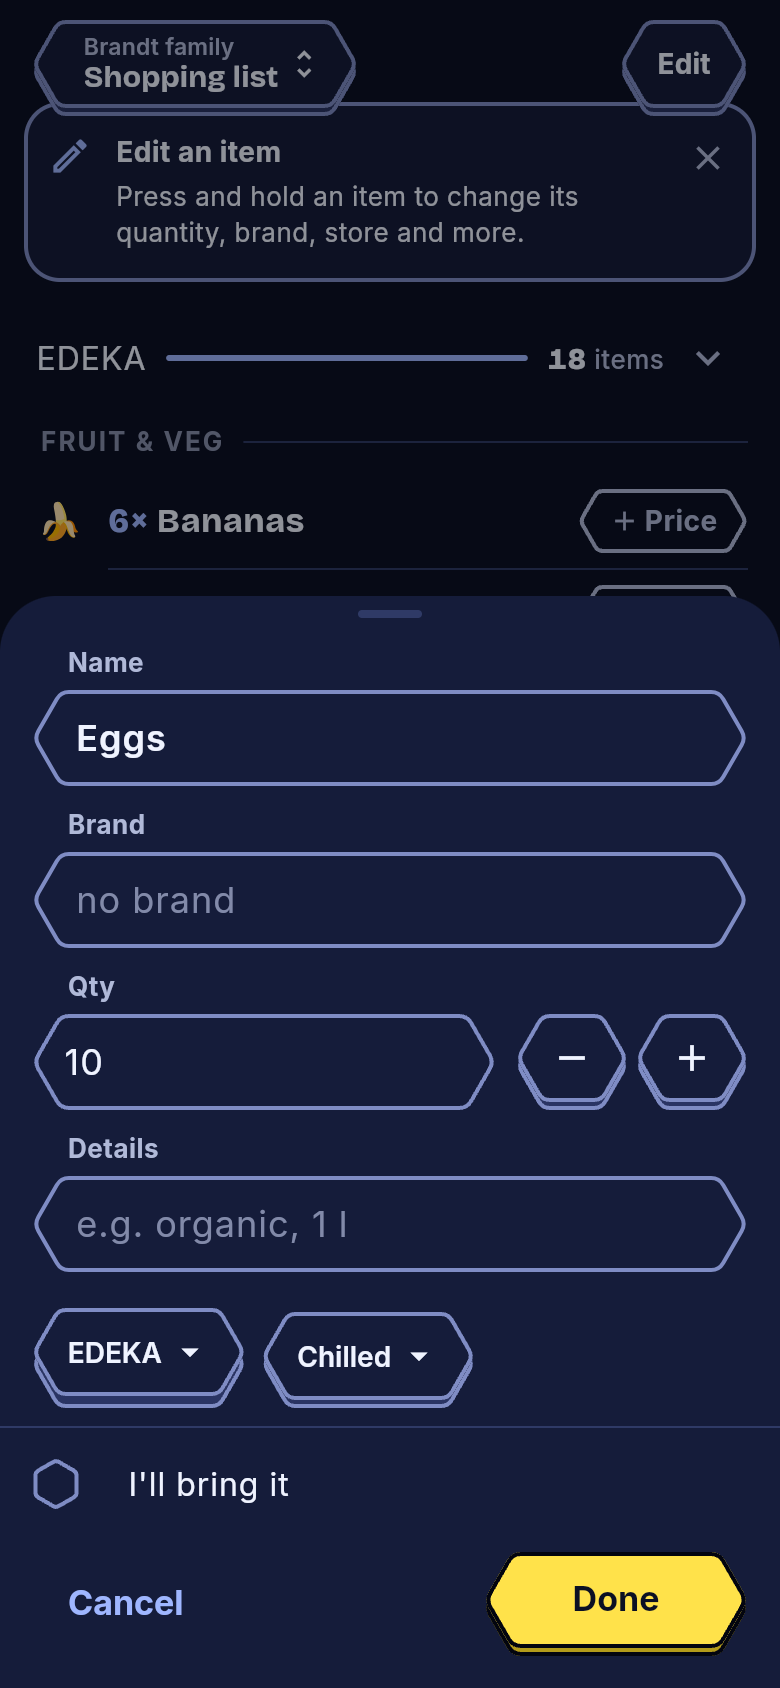 Brandt family
Shopping list
Edit
Edit an item
Press and hold an item to change its
quantity, brand, store and more.
EDEKA
18 items
FRUIT & VEG
6× Bananas
+ Price
Name
Eggs
Brand
no brand
Qty
10
− +
Details
e.g. organic, 1 l
EDEKA
Chilled
I'll bring it
Cancel
Done